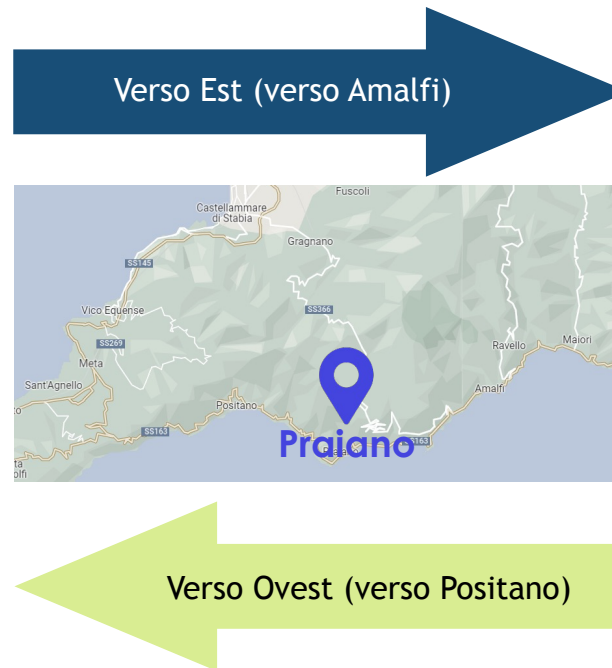 Verso Est (verso Amalfi)
Fuscoli
Castellammare
di Stabia
Gragnano
SS145
SS366
Vico Equense
SS269
Maiori
Ravello
Meta
Sant'Agnello
Amalfi
Positano
SS163
SS163
Praiano
Verso Ovest (verso Positano)